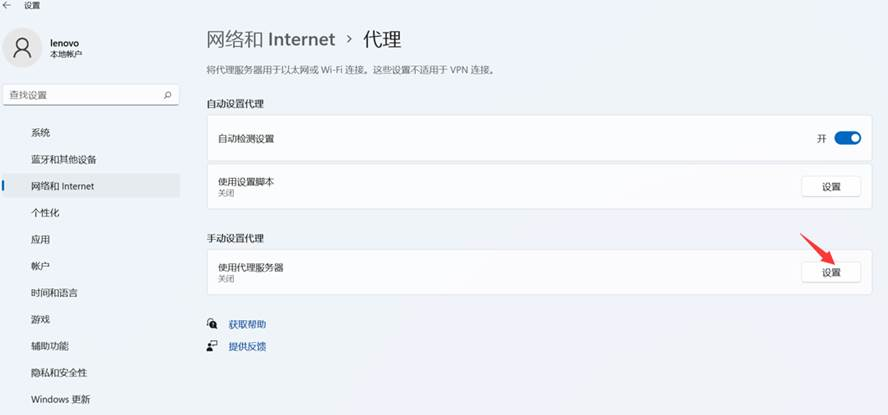 设置
lenovo
本地帐户
查找设置
系统
蓝牙和其他设备
网络和 Internet
个性化
应用
帐户
时间和语言
游戏
辅助功能
隐私和安全性
Windows 更新
网络和 Internet › 代理
将代理服务器用于以太网或 Wi-Fi 连接。这些设置不适用于 VPN 连接。
自动设置代理
自动检测设置
开
使用设置脚本
关闭
设置
手动设置代理
使用代理服务器
关闭
设置
获取帮助
提供反馈